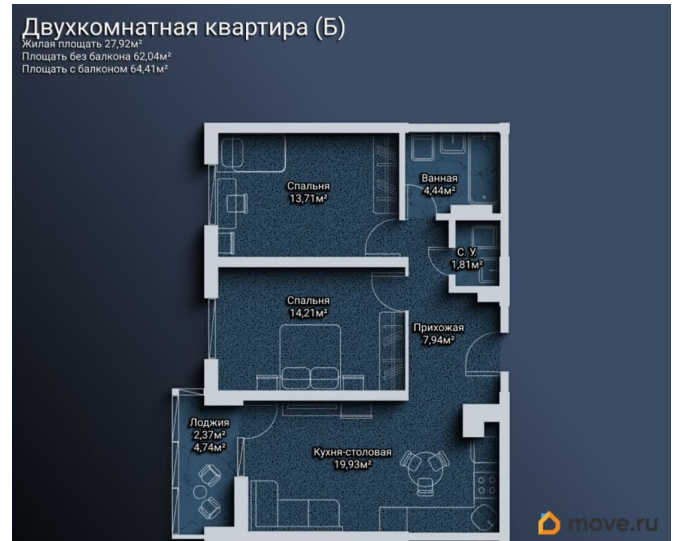 Двухкомнатная квартира (Б)
Жилая площадь 27,92м²
Площадь без балкона 62,04м²
Площадь с балконом 64,41м²
Спальня
13,71м²
Ванная
4,44м²
С. У.
1,81м²
Спальня
14,21м²
Прихожая
7,94м²
Лоджия
2,37м²
4,74м²
Кухня-столовая
19,93м²
move.ru